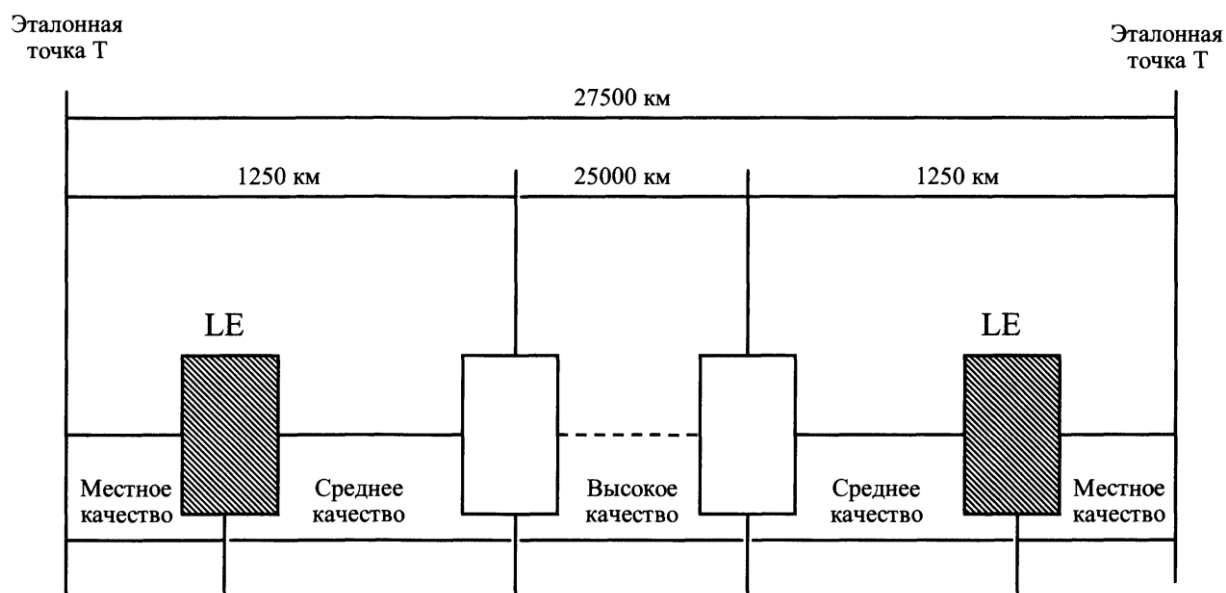 Эталонная
точка Т
Эталонная
точка Т
27500 км
1250 км
25000 км
1250 км
LE
LE
Местное
качество
Среднее
качество
Высокое
качество
Среднее
качество
Местное
качество